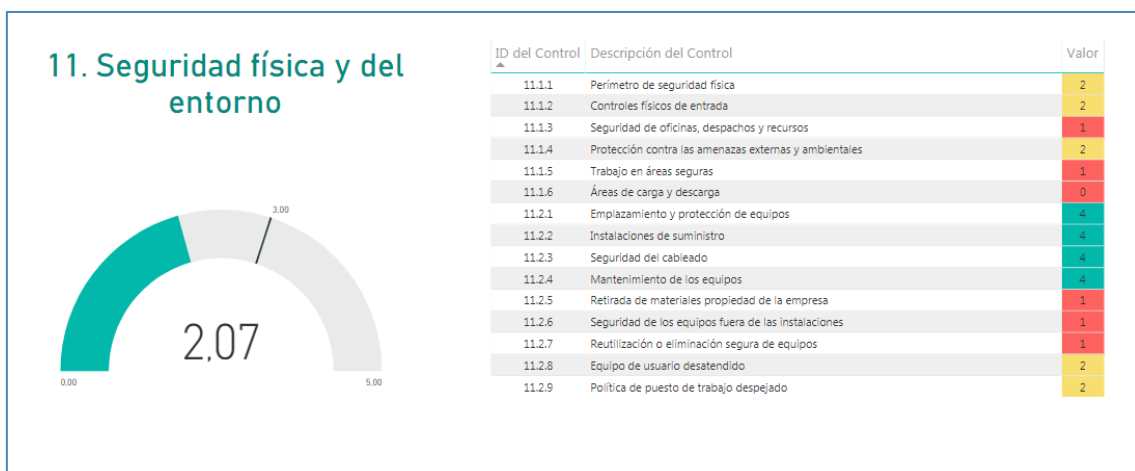 11. Seguridad física y del
entorno
3,00
2,07
0,00
5,00
ID del Control Descripción del Control Valor
11.1.1 Perímetro de seguridad física 2
11.1.2 Controles físicos de entrada 2
11.1.3 Seguridad de oficinas, despachos y recursos 1
11.1.4 Protección contra las amenazas externas y ambientales 2
11.1.5 Trabajo en áreas seguras 1
11.1.6 Áreas de carga y descarga 0
11.2.1 Emplazamiento y protección de equipos 4
11.2.2 Instalaciones de suministro 4
11.2.3 Seguridad del cableado 4
11.2.4 Mantenimiento de los equipos 4
11.2.5 Retirada de materiales propiedad de la empresa 1
11.2.6 Seguridad de los equipos fuera de las instalaciones 1
11.2.7 Reutilización o eliminación segura de equipos 1
11.2.8 Equipo de usuario desatendido 2
11.2.9 Política de puesto de trabajo despejado 2